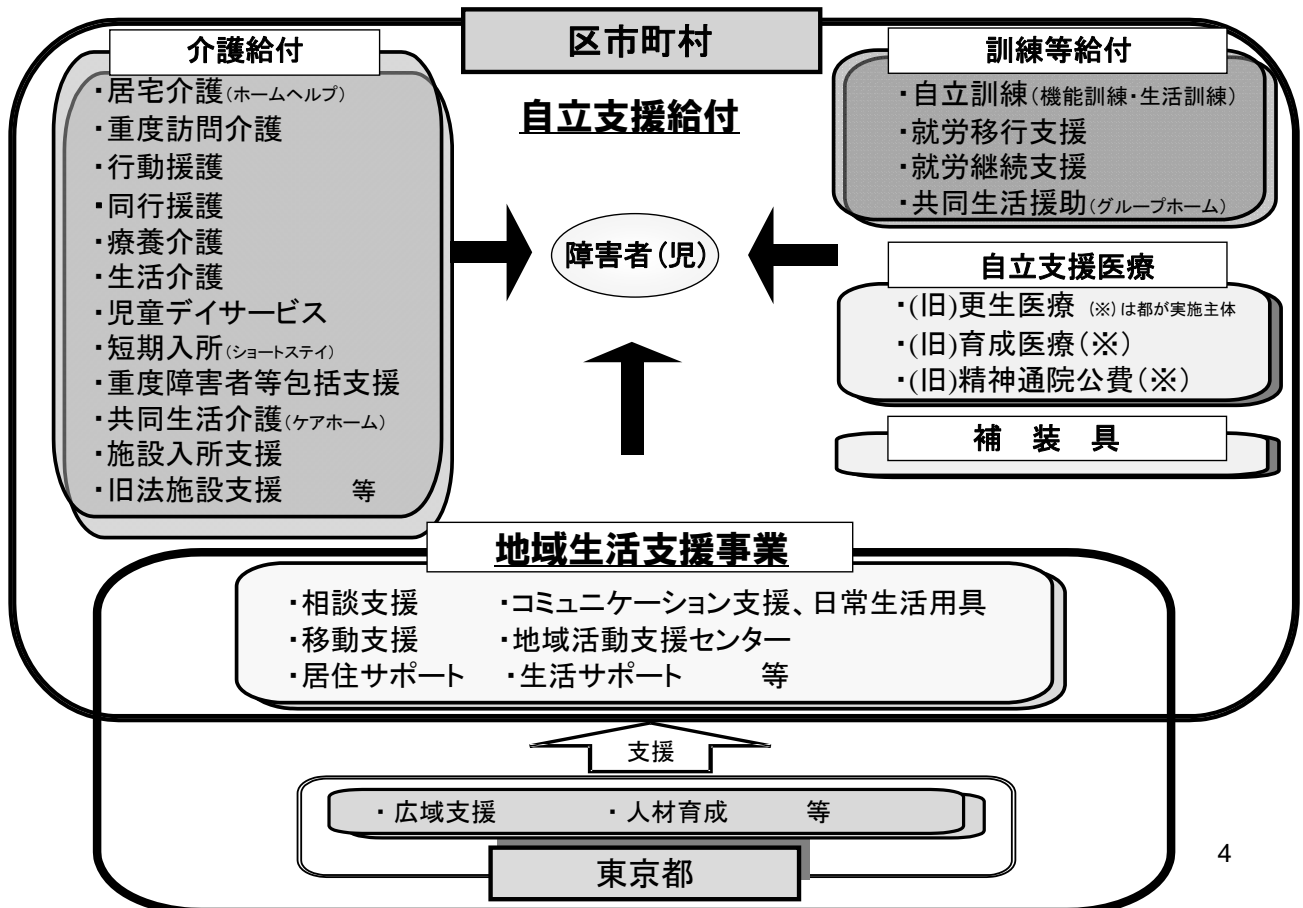 区市町村
自立支援給付
介護給付
・居宅介護(ホームヘルプ)
・重度訪問介護
・行動援護
・同行援護
・療養介護
・生活介護
・児童デイサービス
・短期入所(ショートステイ)
・重度障害者等包括支援
・共同生活介護(ケアホーム)
・施設入所支援
・旧法施設支援 等
障害者(児)
訓練等給付
・自立訓練(機能訓練・生活訓練)
・就労移行支援
・就労継続支援
・共同生活援助(グループホーム)
自立支援医療
・(旧)更生医療 (※)は都が実施主体
・(旧)育成医療(※)
・(旧)精神通院公費(※)
補 装 具
地域生活支援事業
・相談支援 ・コミュニケーション支援、日常生活用具
・移動支援 ・地域活動支援センター
・居住サポート ・生活サポート 等
支援
・広域支援 ・人材育成 等
東京都
4